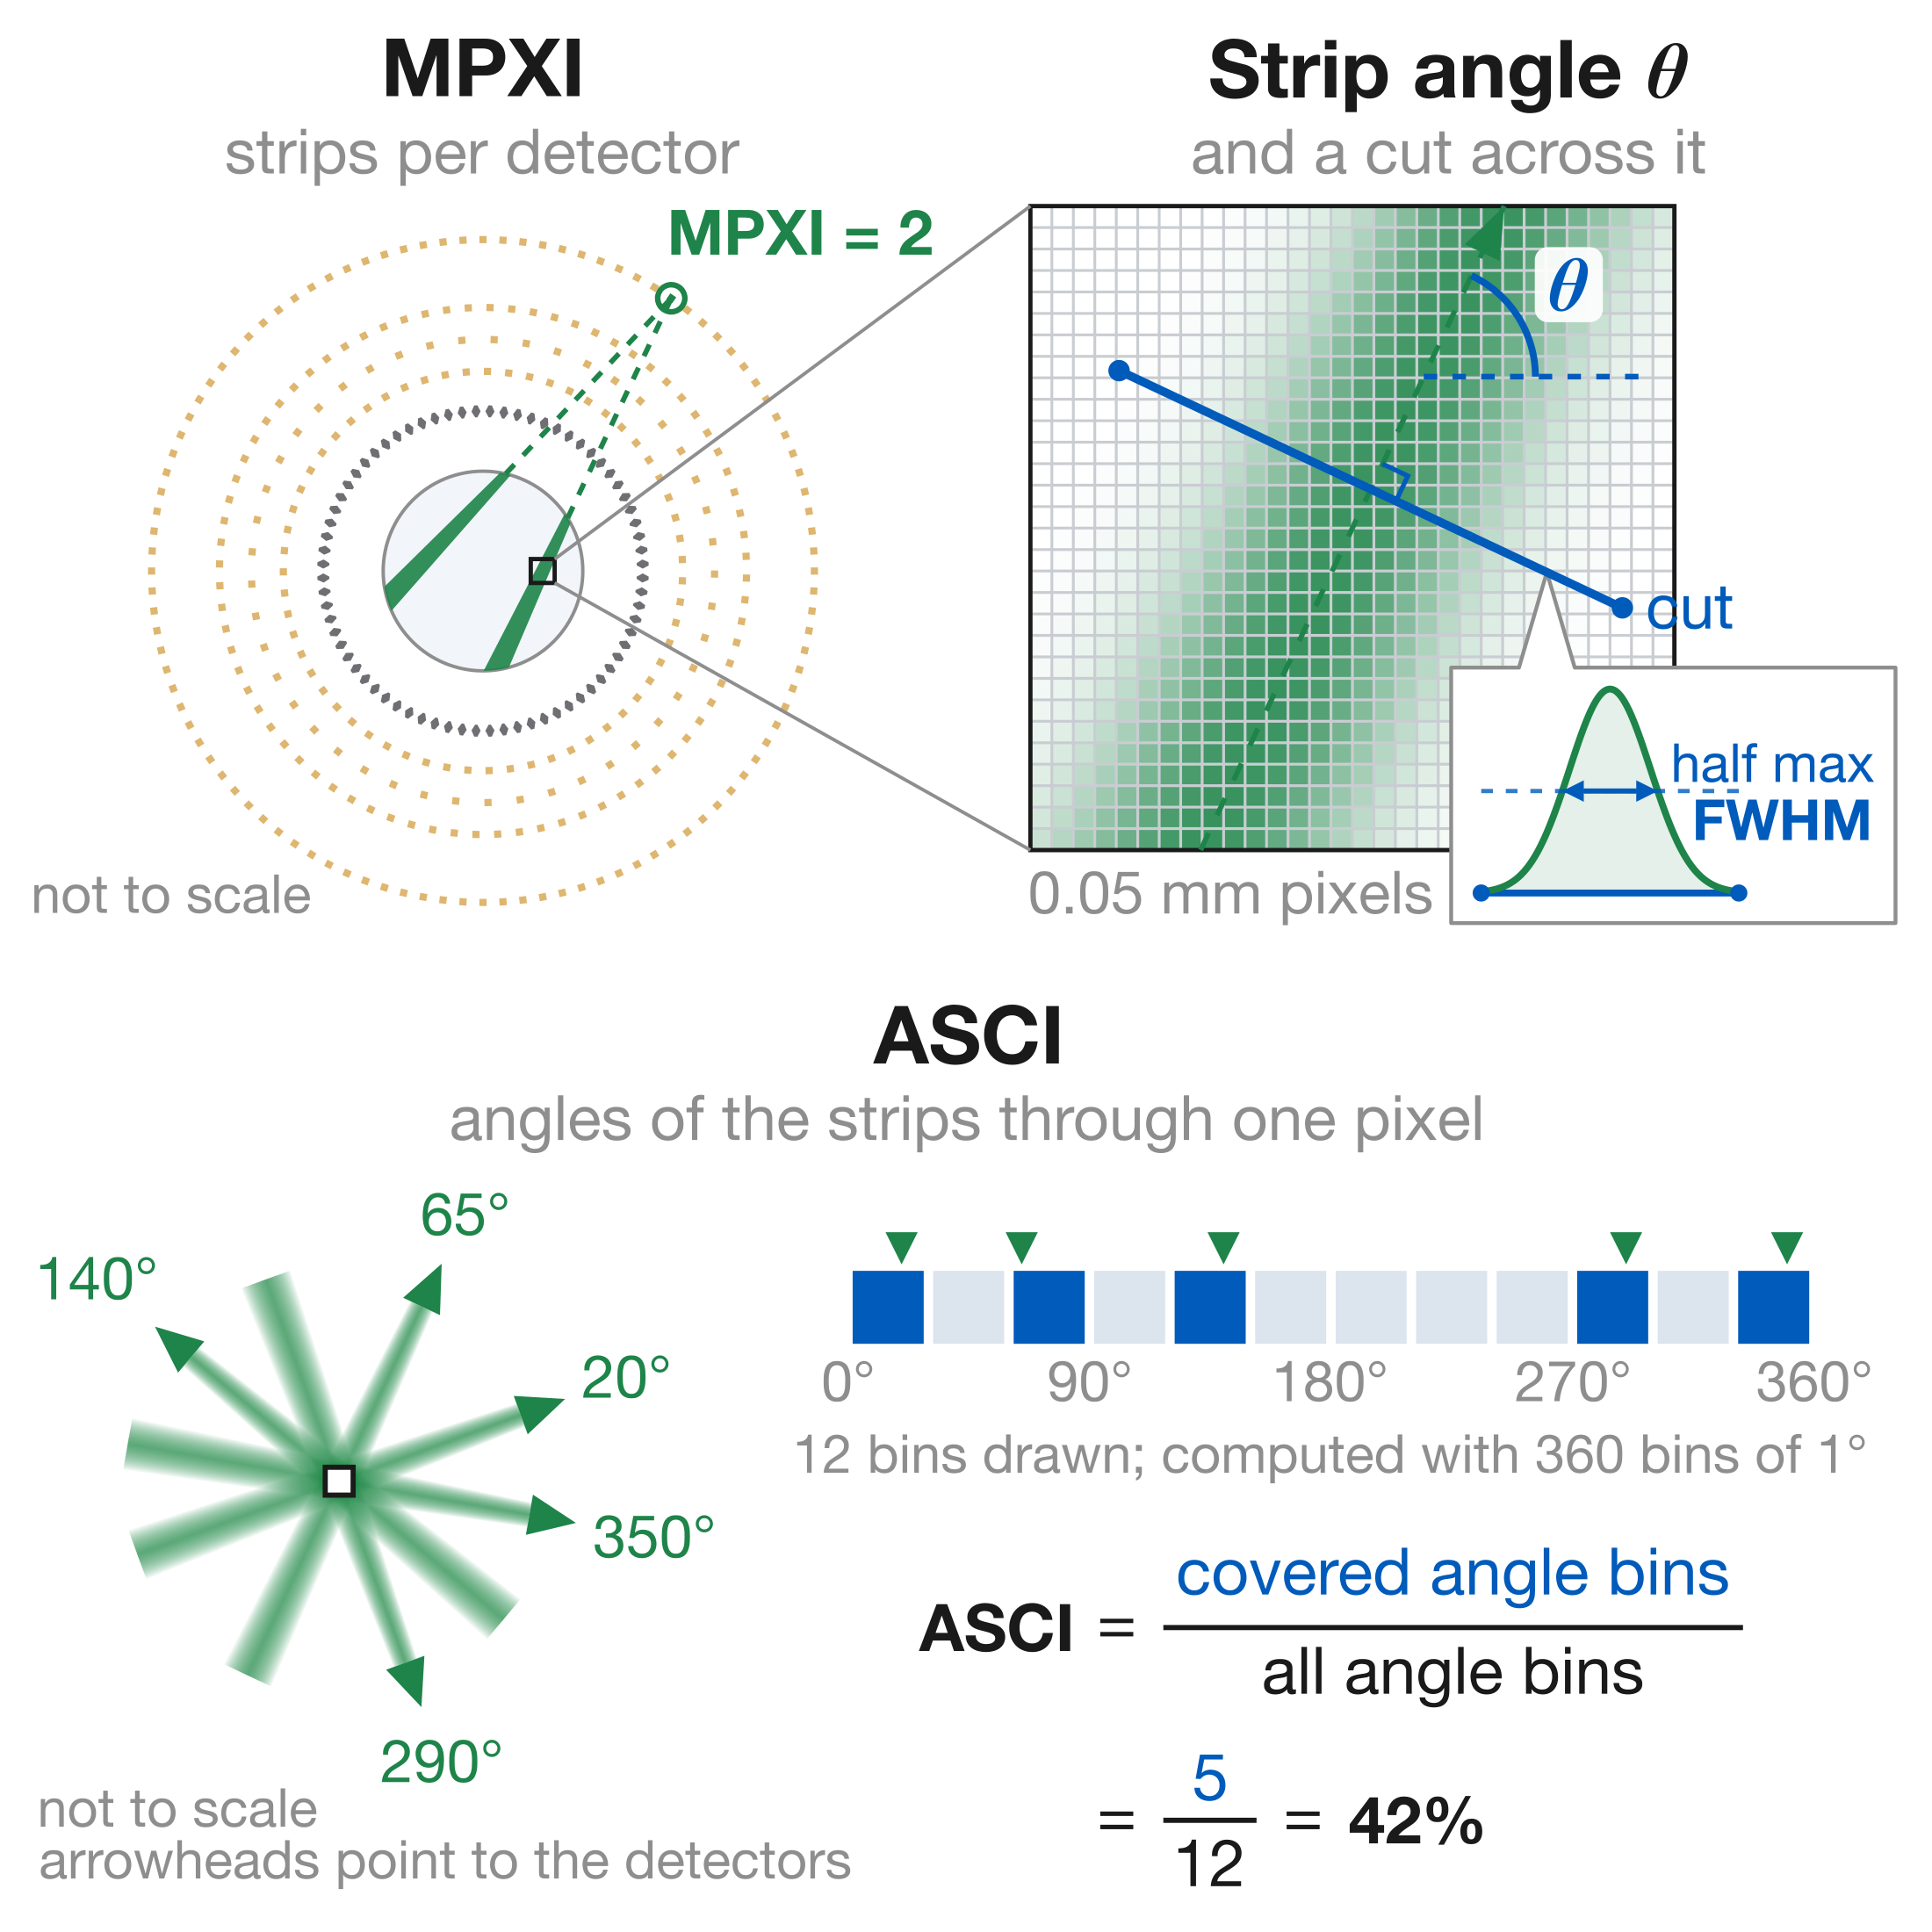 MPXI
strips per detector
MPXI = 2
not to scale
Strip angle θ
and a cut across it
θ
cut
half max
FWHM
0.05 mm pixels
ASCI
angles of the strips through one pixel
65°
140°
20°
350°
290°
not to scale
arrowheads point to the detectors
0° 90° 180° 270° 360°
12 bins drawn; computed with 360 bins of 1°
ASCI = covered angle bins
all angle bins
= 5 = 42%
12